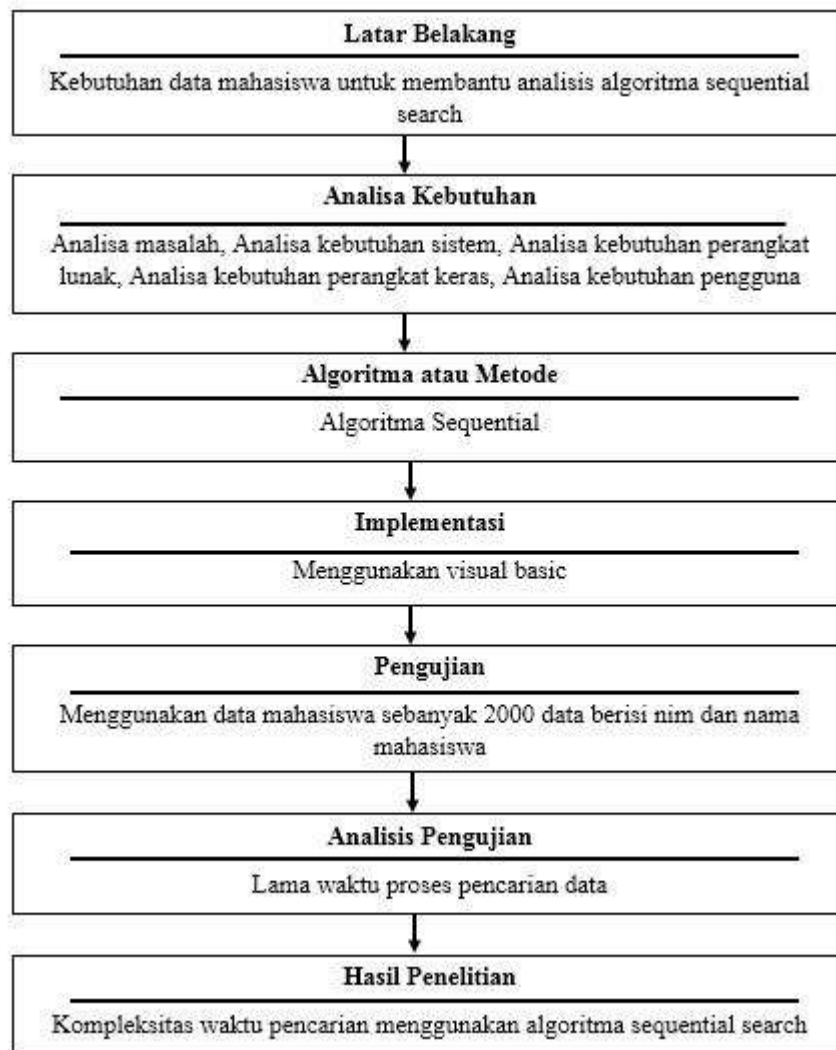 Latar Belakang
Kebutuhan data mahasiswa untuk membantu analisis algoritma sequential
search
Analisa Kebutuhan
Analisa masalah, Analisa kebutuhan sistem, Analisa kebutuhan perangkat
lunak, Analisa kebutuhan perangkat keras, Analisa kebutuhan pengguna
Algoritma atau Metode
Algoritma Sequential
Implementasi
Menggunakan visual basic
Pengujian
Menggunakan data mahasiswa sebanyak 2000 data berisi nim dan nama
mahasiswa
Analisis Pengujian
Lama waktu proses pencarian data
Hasil Penelitian
Kompleksitas waktu pencarian menggunakan algoritma sequential search